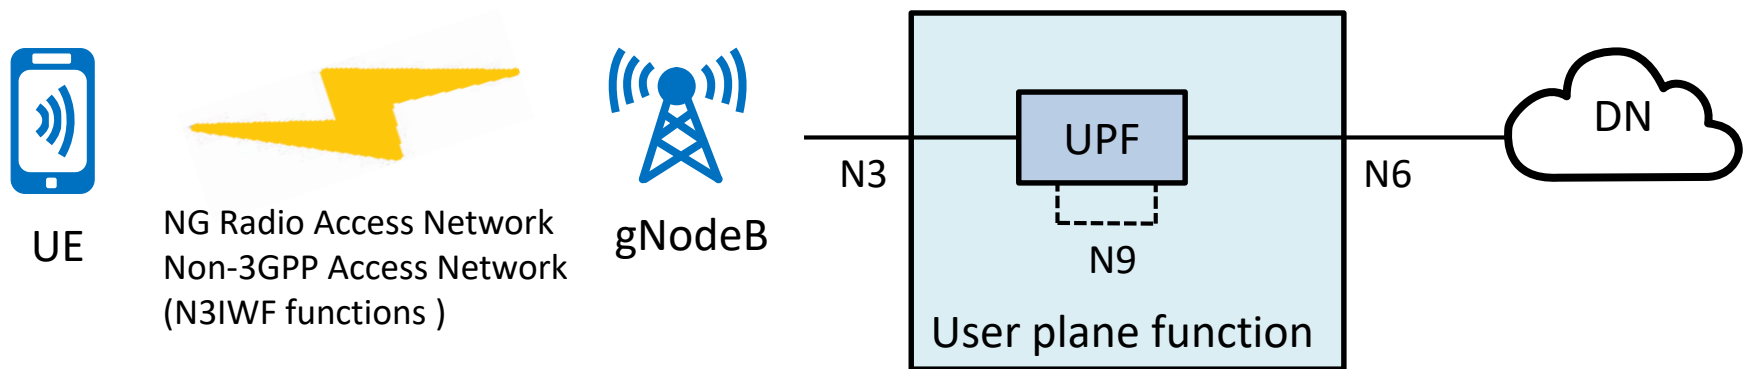 UE
NG Radio Access Network
Non-3GPP Access Network
(N3IWF functions )
gNodeB
N3
UPF
N9
User plane function
N6
DN